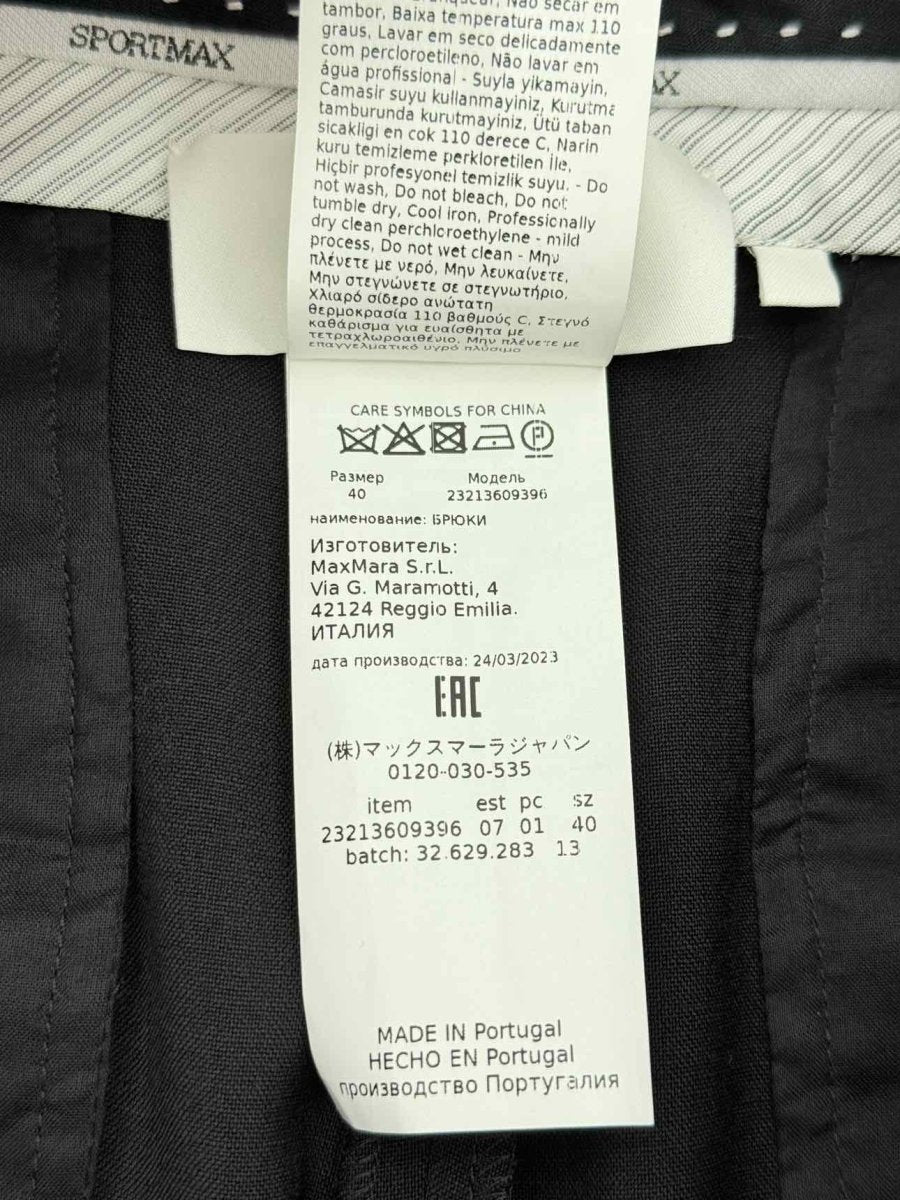 SPORTMAX
AX
Não secar em
tambor, Baixa temperatura max 110
graus, Lavar em seco delicadamente
com percloroetileno, Não lavar em
água profissional - Suyla yikamayin,
Camasir suyu kullanmayiniz, Kurutma
tamburunda kurutmayiniz, Ütü taban
sicakligi en cok 110 derece C, Narin
kuru temizleme perkloretilen İle,
Hiçbir profesyonel temizlik suyu. - Do
not wash, Do not bleach, Do not
tumble dry, Cool iron, Professionally
dry clean perchloroethylene - mild
process, Do not wet clean - Μην
πλένετε με νερό, Μην λευκαίνετε,
Μην στεγνώνετε σε στεγνωτήριο,
Χλιαρό σίδερο ανώτατη
θερμοκρασία 110 βαθμούς C, Στεγνό
καθάρισμα για ευαίσθητα με
τετραχλωροαιθένιο, Μην πλένετε με
επαγγελματικό υγρό πλύσιμο
CARE SYMBOLS FOR CHINA
P
Размер Модель
40 23213609396
наименование: БРЮКИ
Изготовитель:
MaxMara S.r.L.
Via G. Maramotti, 4
42124 Reggio Emilia.
ИТАЛИЯ
дата производства: 24/03/2023
EAC
(株)マックスマーラジャパン
0120-030-535
item est pc sz
23213609396 07 01 40
batch: 32.629.283 13
MADE IN Portugal
HECHO EN Portugal
производство Португалия